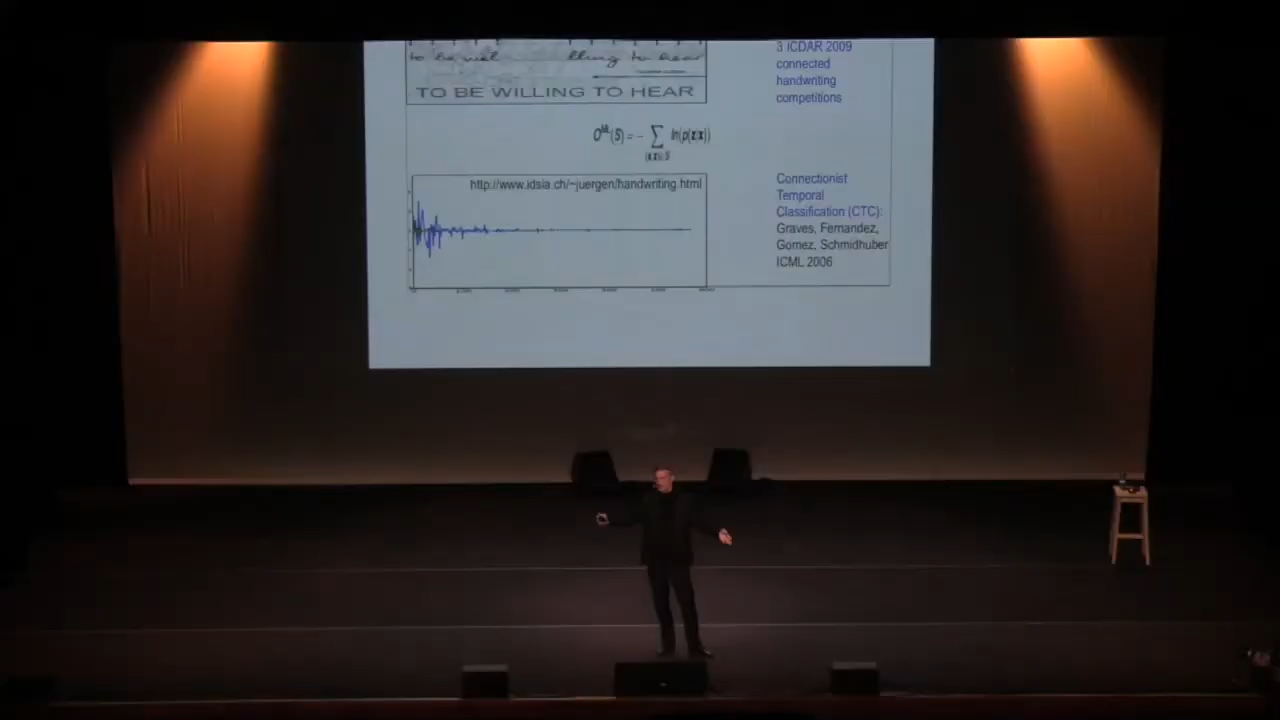 3 ICDAR 2009
connected
handwriting
competitions
TO BE WILLING TO HEAR
http://www.idsia.ch/~juergen/handwriting.html
Connectionist
Temporal
Classification (CTC):
Graves, Fernandez,
Gomez, Schmidhuber
ICML 2006